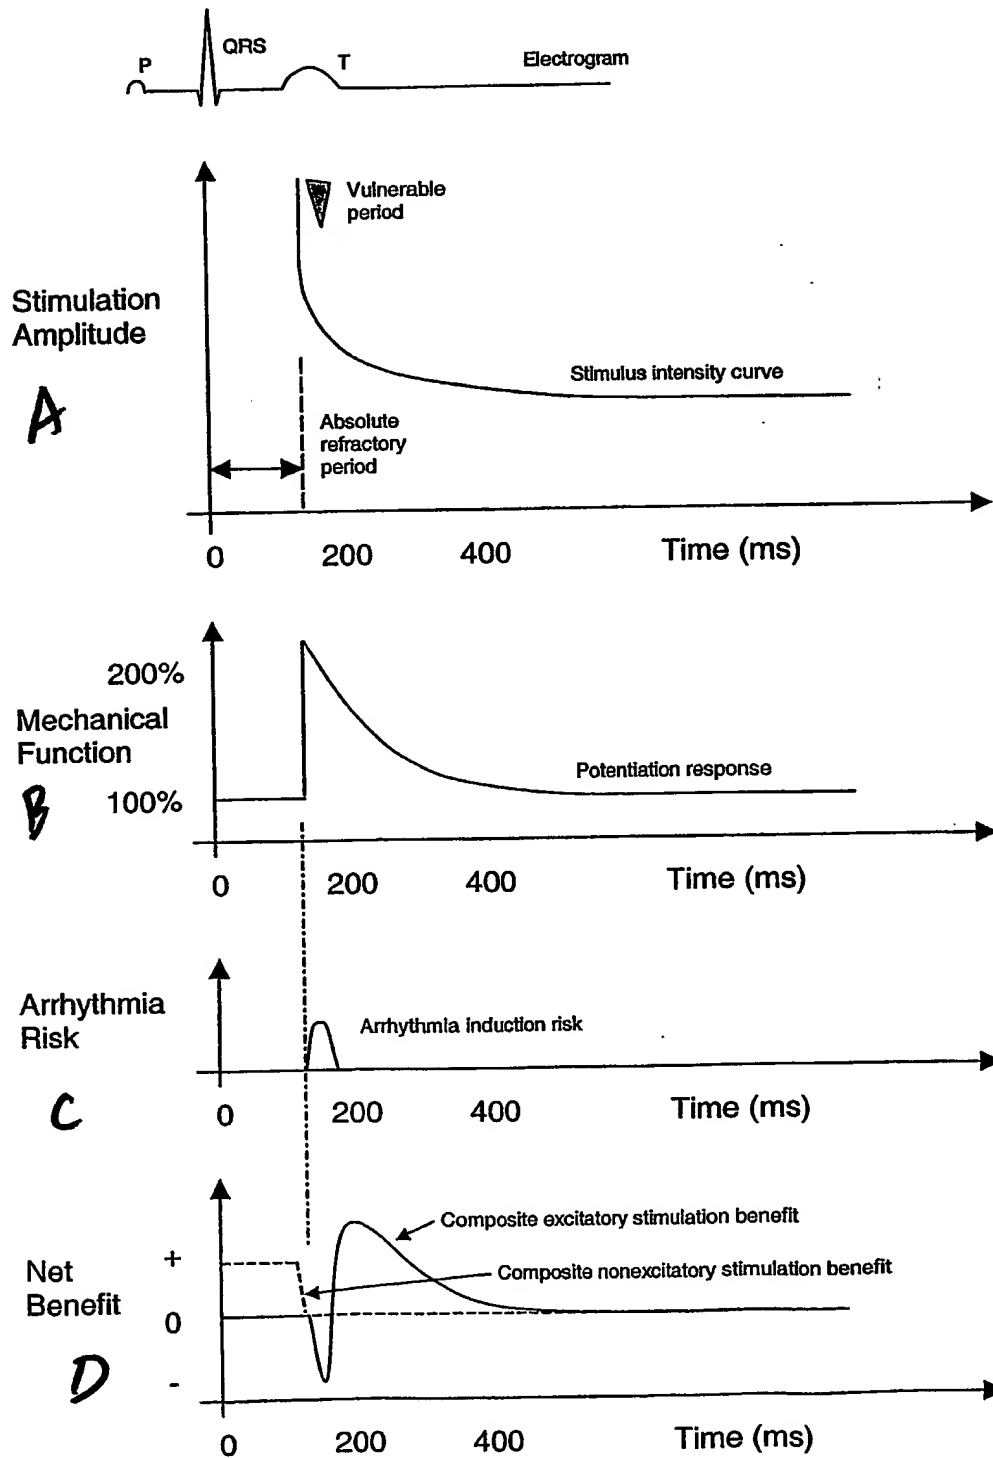 P
QRS
T
Electrogram
Vulnerable
period
Stimulation
Amplitude
A
Stimulus intensity curve
Absolute
refractory
period
0
200
400
Time (ms)
200%
Mechanical
Function
B
100%
Potentiation response
0
200
400
Time (ms)
Arrhythmia
Risk
C
Arrhythmia induction risk
0
200
400
Time (ms)
Composite excitatory stimulation benefit
+
Net
Benefit
Composite nonexcitatory stimulation benefit
0
D
-
0
200
400
Time (ms)